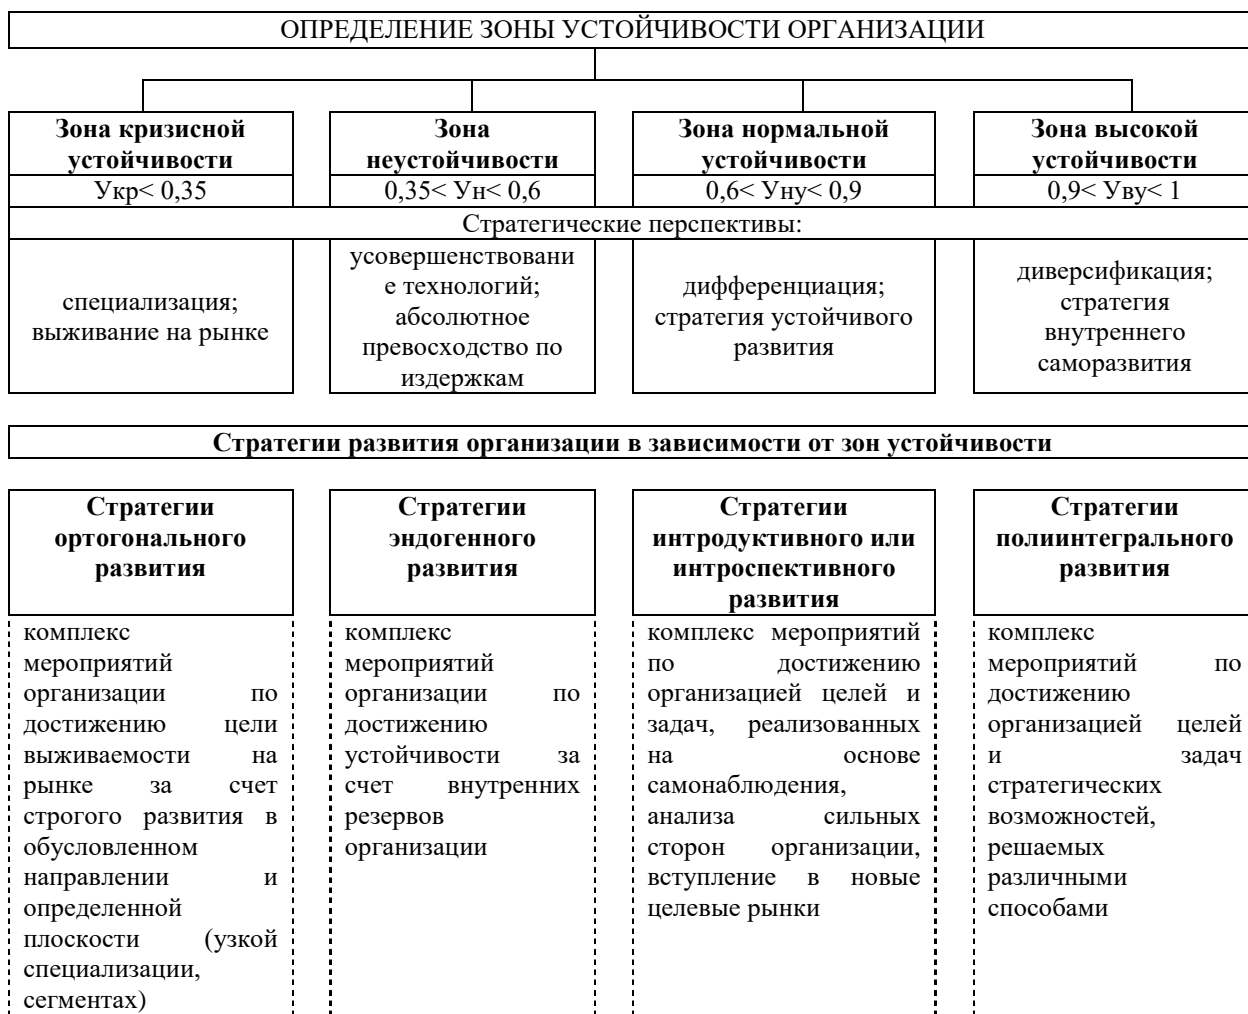 ОПРЕДЕЛЕНИЕ ЗОНЫ УСТОЙЧИВОСТИ ОРГАНИЗАЦИИ
Зона кризисной
устойчивости
Укр< 0,35
Зона
неустойчивости
0,35< Ун< 0,6
Зона нормальной
устойчивости
0,6< Уну< 0,9
Зона высокой
устойчивости
0,9< Уву< 1
Стратегические перспективы:
специализация;
выживание на рынке
усовершенствовани
е технологий;
абсолютное
превосходство по
издержкам
дифференциация;
стратегия устойчивого
развития
диверсификация;
стратегия
внутреннего
саморазвития
Стратегии развития организации в зависимости от зон устойчивости
Стратегии
ортогонального
развития
комплекс
мероприятий
организации по
достижению цели
выживаемости на
рынке за счет
строгого развития в
обусловленном
направлении и
определенной
плоскости (узкой
специализации,
сегментах)
Стратегии
эндогенного
развития
комплекс
мероприятий
организации по
достижению
устойчивости за
счет внутренних
резервов
организации
Стратегии
интродуктивного или
интроспективного
развития
комплекс мероприятий
по достижению
организацией целей и
задач, реализованных
на основе
самонаблюдения,
анализа сильных
сторон организации,
вступление в новые
целевые рынки
Стратегии
полиинтегрального
развития
комплекс
мероприятий по
достижению
организацией целей
и задач
стратегических
возможностей,
решаемых
различными
способами